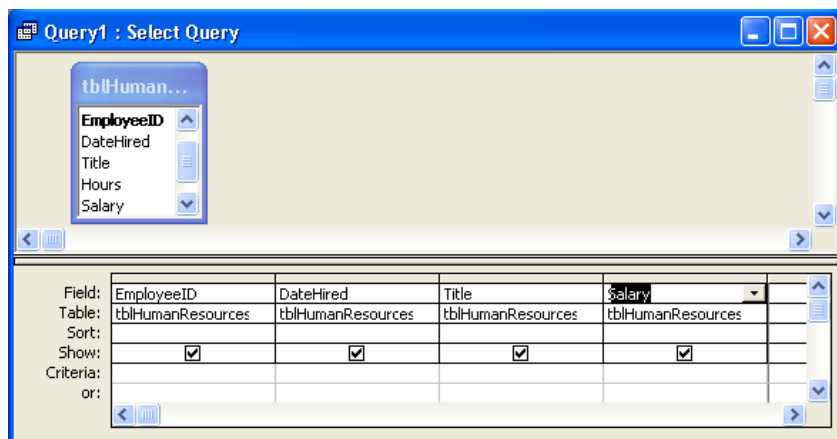 Query1 : Select Query
tblHuman...
EmployeeID
DateHired
Title
Hours
Salary
Field: EmployeeID DateHired Title Salary
Table: tblHumanResources tblHumanResources tblHumanResources tblHumanResources
Sort:
Show:
Criteria:
or: